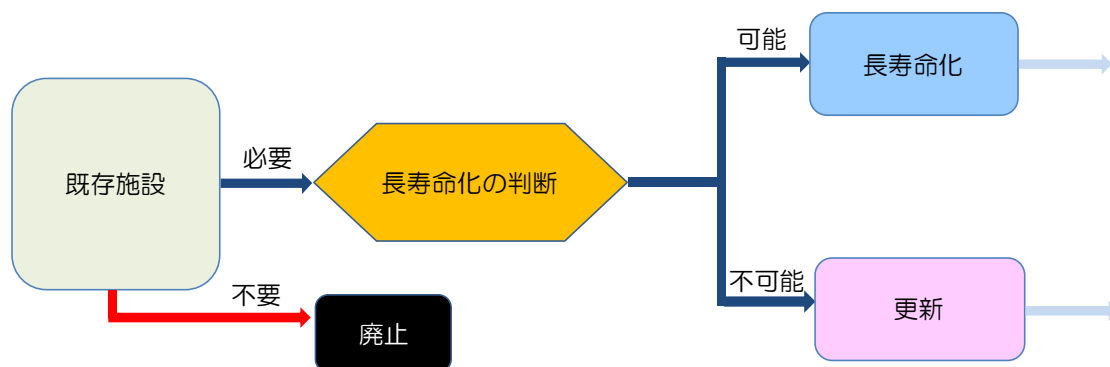 可能
長寿命化
必要
既存施設
長寿命化の判断
不要
不可能
廃止
更新